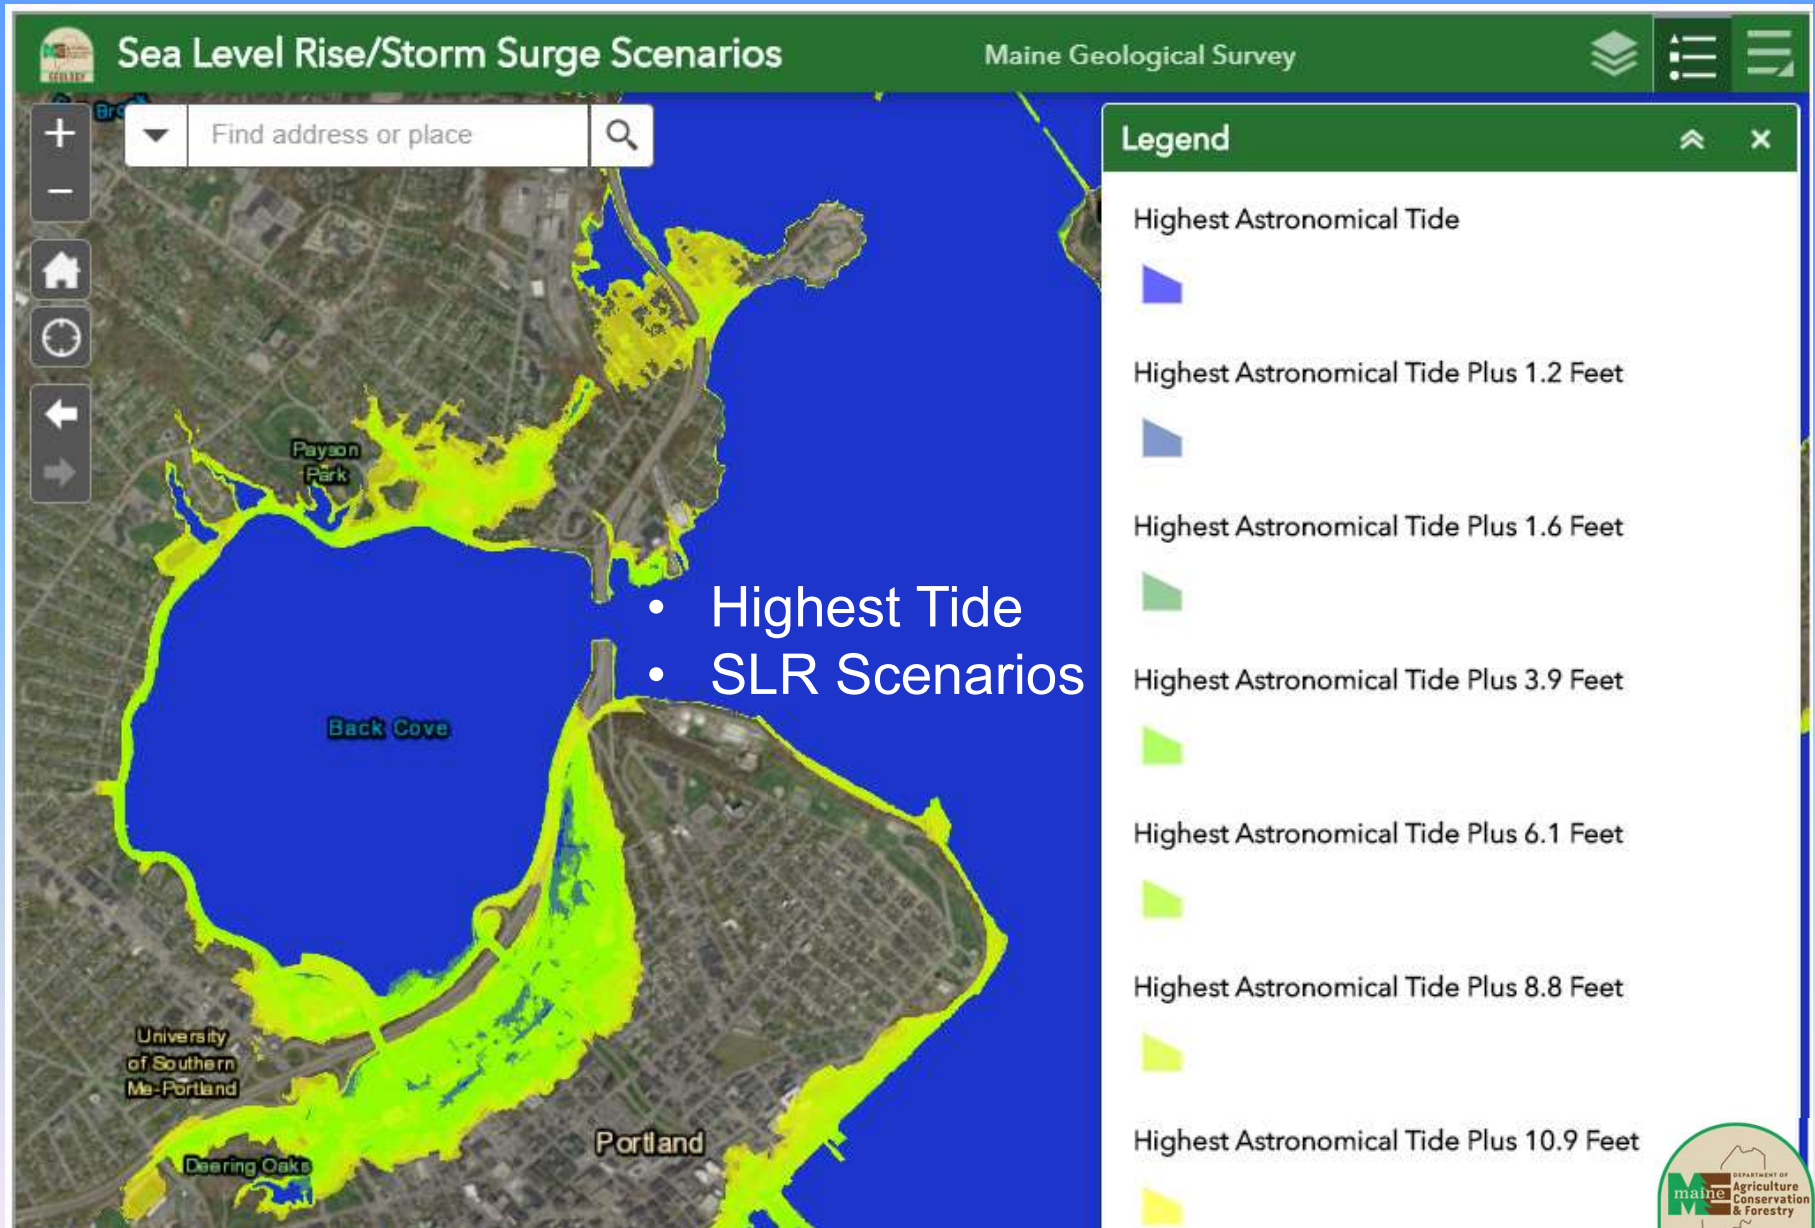 Sea Level Rise/Storm Surge Scenarios
Maine Geological Survey
GEOLOGY
Find address or place
Legend
Highest Astronomical Tide
Highest Astronomical Tide Plus 1.2 Feet
Highest Astronomical Tide Plus 1.6 Feet
Highest Astronomical Tide Plus 3.9 Feet
Highest Astronomical Tide Plus 6.1 Feet
Highest Astronomical Tide Plus 8.8 Feet
Highest Astronomical Tide Plus 10.9 Feet
Payson
Park
• Highest Tide
• SLR Scenarios
Back Cove
University
of Southern
Me-Portland
Portland
Deering Oaks
maine
DEPARTMENT OF
Agriculture
Conservation
& Forestry